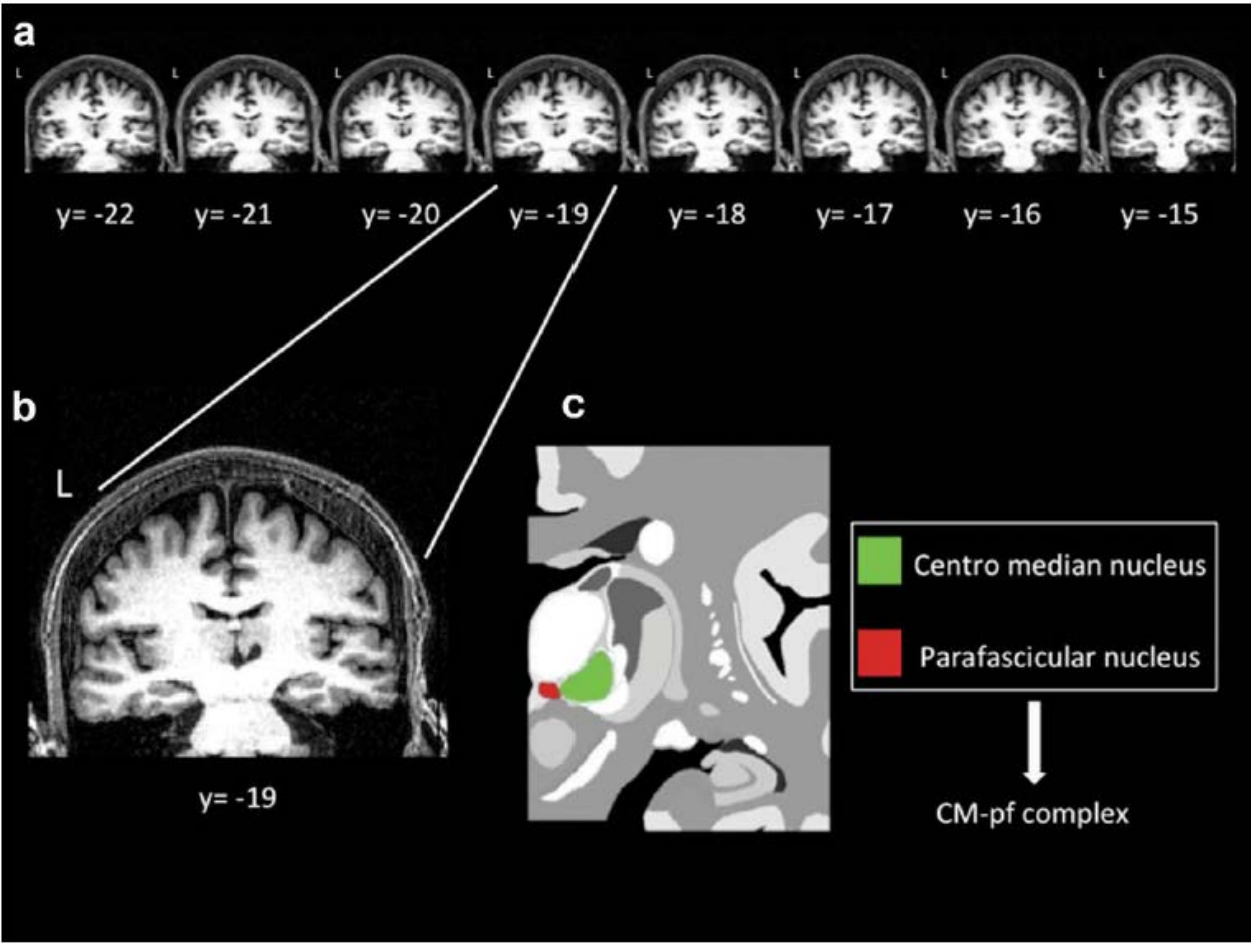 a
L L L L L L L L
y= -22 y= -21 y= -20 y= -19 y= -18 y= -17 y= -16 y= -15
b
L
y= -19
c
Centro median nucleus
Parafascicular nucleus
CM-pf complex